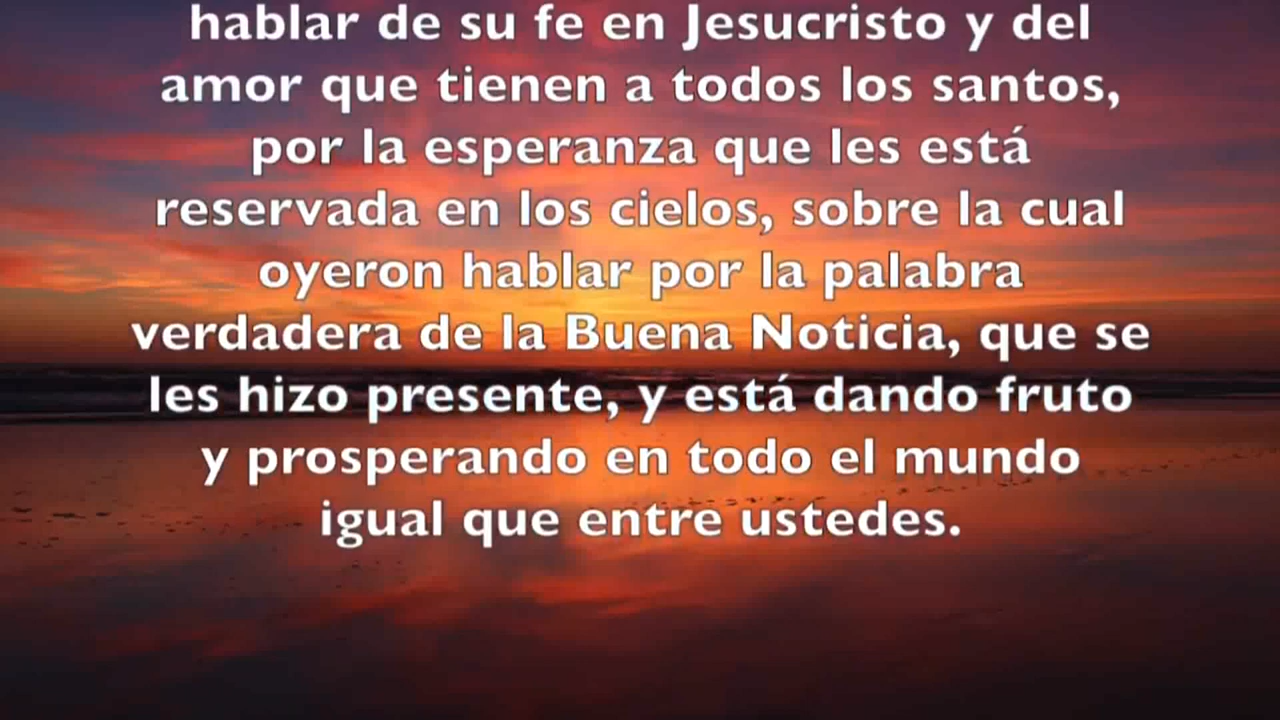 hablar de su fe en Jesucristo y del
amor que tienen a todos los santos,
por la esperanza que les está
reservada en los cielos, sobre la cual
oyeron hablar por la palabra
verdadera de la Buena Noticia, que se
les hizo presente, y está dando fruto
y prosperando en todo el mundo
igual que entre ustedes.